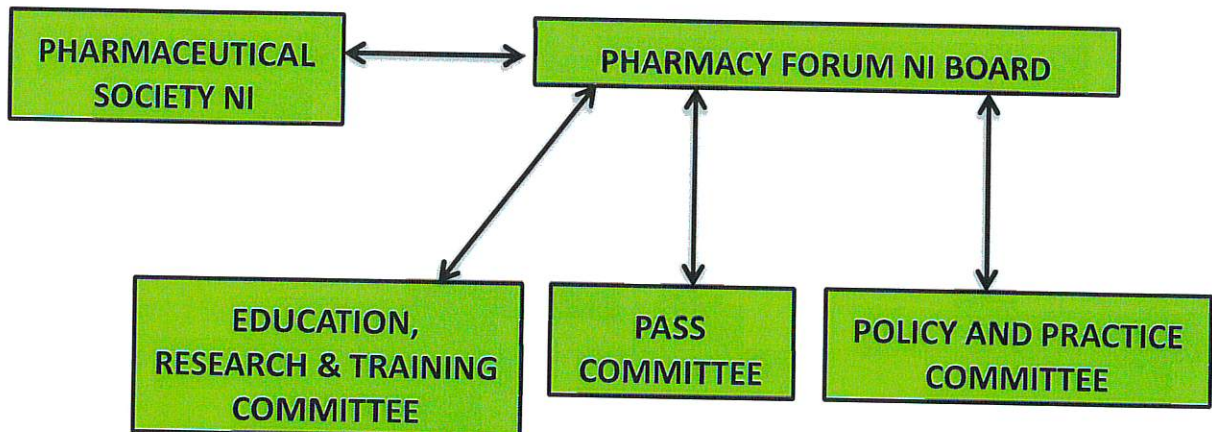 PHARMACEUTICAL
SOCIETY NI
PHARMACY FORUM NI BOARD
EDUCATION,
RESEARCH & TRAINING
COMMITTEE
PASS
COMMITTEE
POLICY AND PRACTICE
COMMITTEE